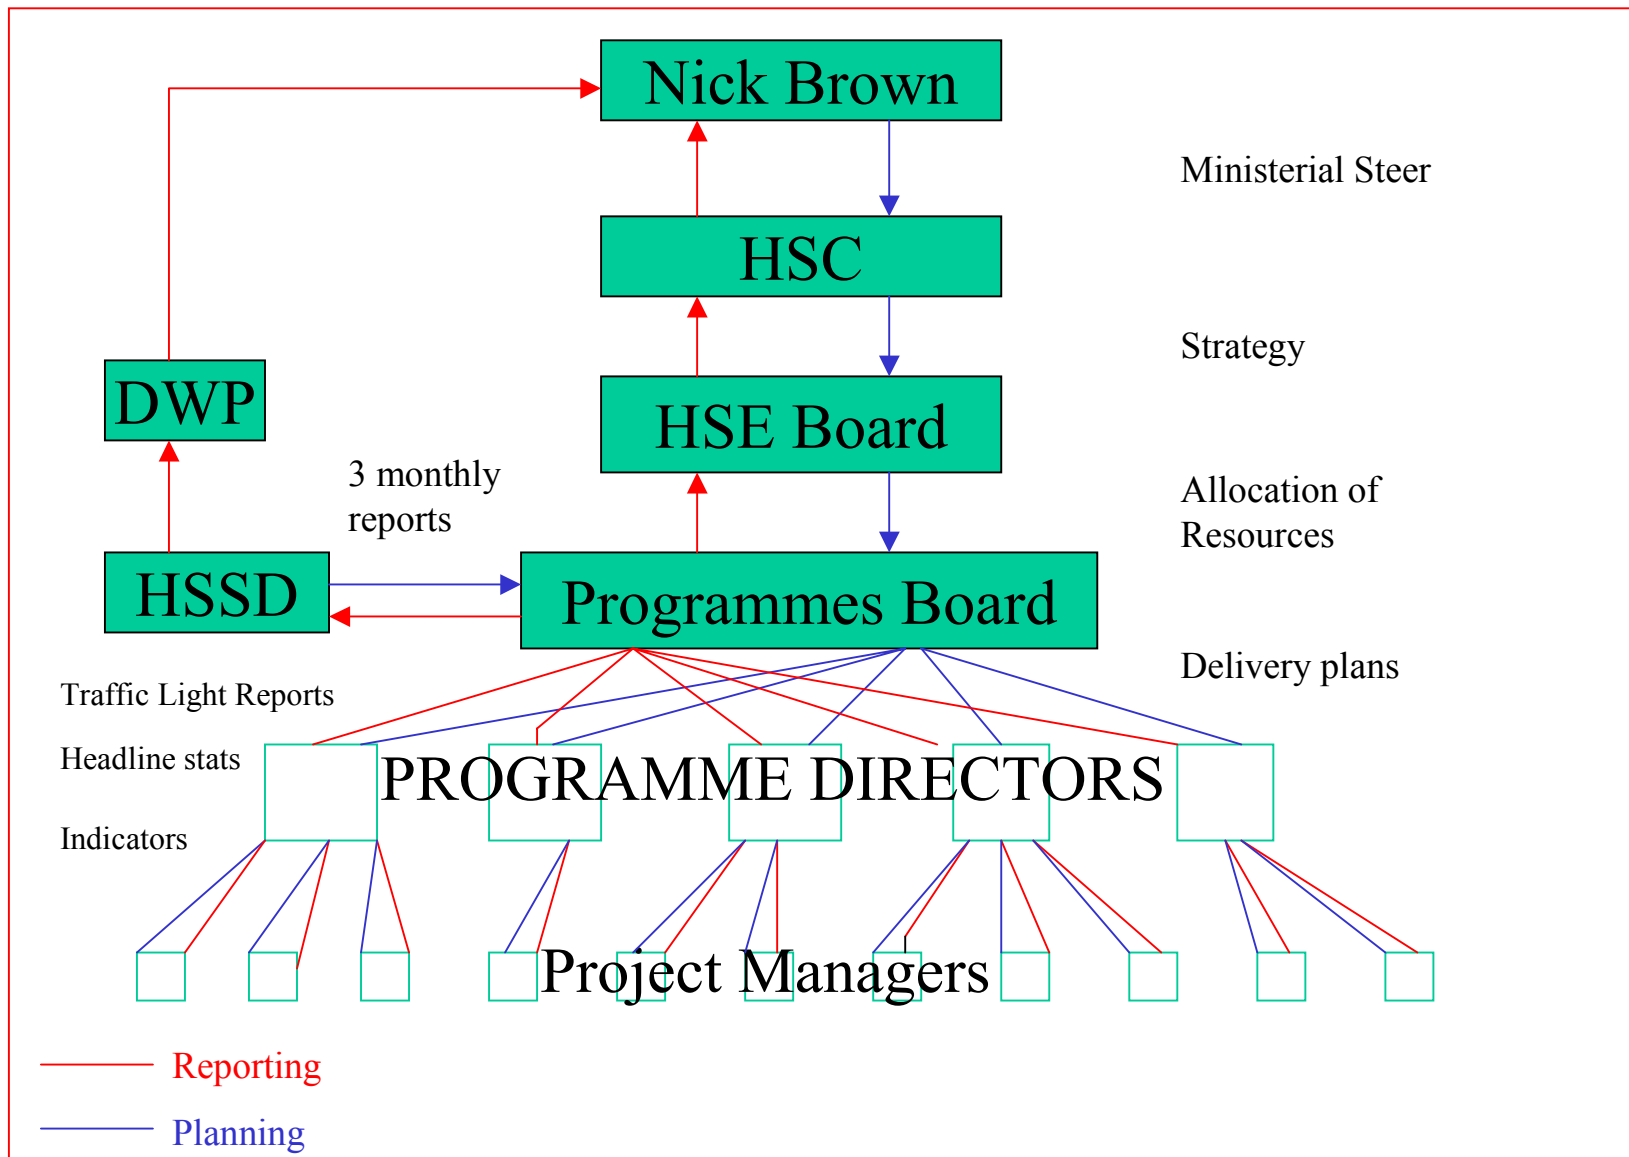 Nick Brown
Ministerial Steer
HSC
Strategy
DWP
HSE Board
3 monthly
reports
Allocation of
Resources
HSSD
Programmes Board
Delivery plans
Traffic Light Reports
Headline stats
PROGRAMME DIRECTORS
Indicators
Project Managers
Reporting
Planning